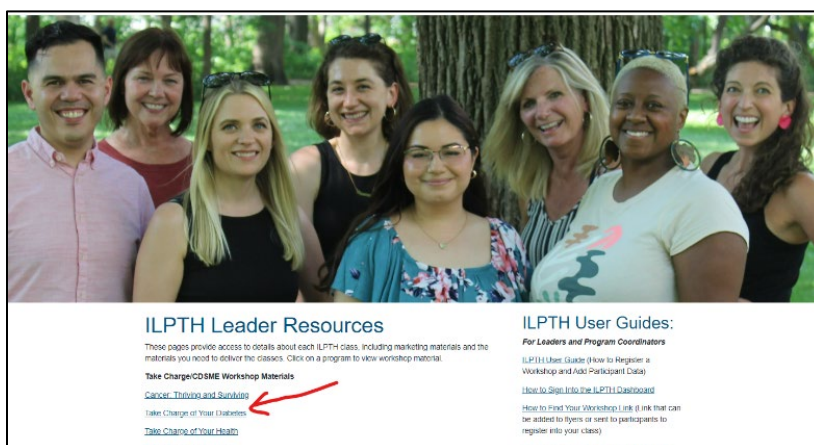 ILPTH Leader Resources
These pages provide access to details about each ILPTH class, including marketing materials and the
materials you need to deliver the classes. Click on a program to view workshop material.
Take Charge/CDSME Workshop Materials
Cancer: Thriving and Surviving
Take Charge of Your Diabetes
Take Charge of Your Health
ILPTH User Guides:
For Leaders and Program Coordinators
ILPTH User Guide (How to Register a
Workshop and Add Participant Data)
How to Sign Into the ILPTH Dashboard
How to Find Your Workshop Link (Link that can
be added to flyers or sent to participants to
register into your class)